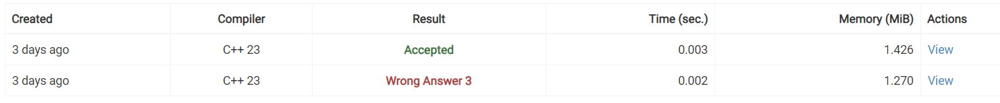 Created Compiler Result Time (sec.) Memory (MiB) Actions
3 days ago C++ 23 Accepted 0.003 1.426 View
3 days ago C++ 23 Wrong Answer 3 0.002 1.270 View